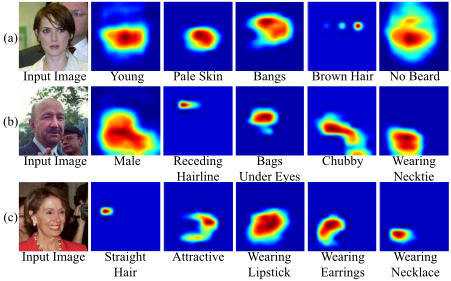 (a)
Input Image Young Pale Skin Bangs Brown Hair No Beard
(b)
Input Image Male Receding Bags Chubby Wearing
Hairline Under Eyes Necktie
(c)
Input Image Straight Attractive Wearing Wearing Wearing
Hair Lipstick Earrings Necklace